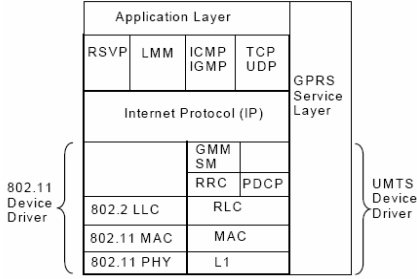 Application Layer
RSVP LMM ICMP TCP
IGMP UDP
GPRS
Service
Layer
Internet Protocol (IP)
GMM
SM
RRC PDCP
802.11
Device
Driver
UMTS
Device
Driver
802.2 LLC RLC
802.11 MAC MAC
802.11 PHY L1